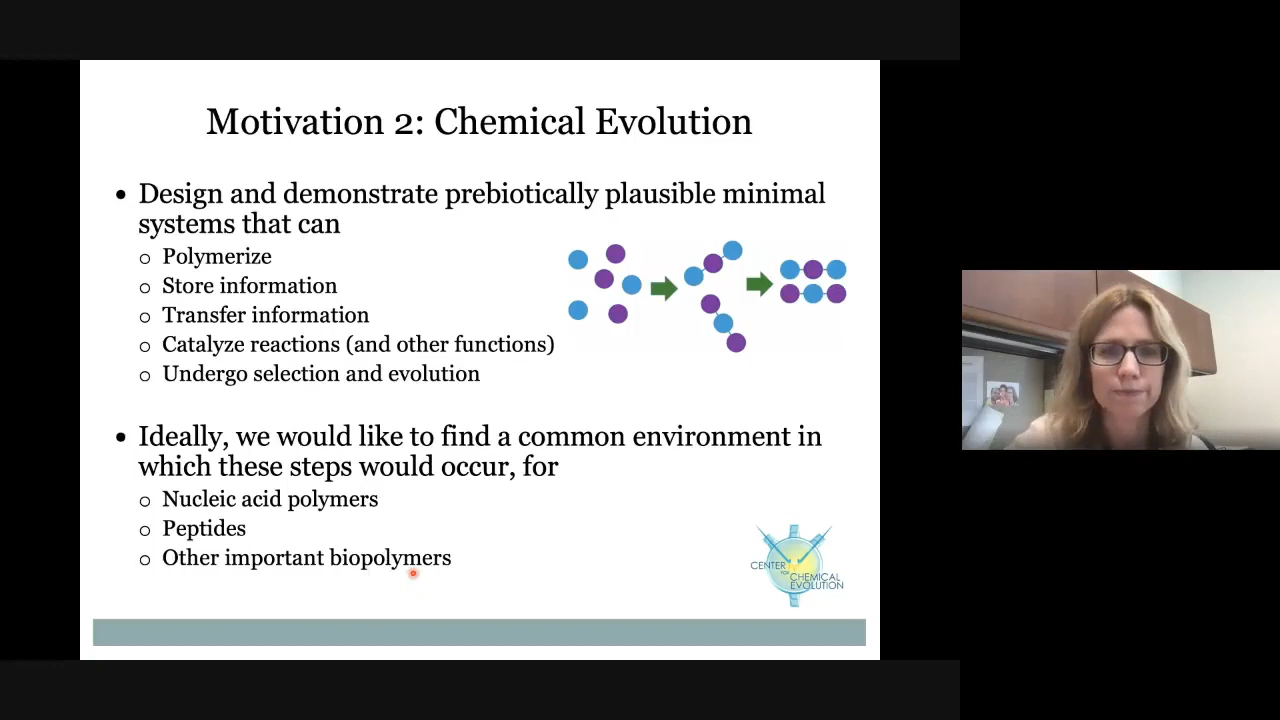 Motivation 2: Chemical Evolution
• Design and demonstrate prebiotically plausible minimal
systems that can
o Polymerize
o Store information
o Transfer information
o Catalyze reactions (and other functions)
o Undergo selection and evolution
• Ideally, we would like to find a common environment in
which these steps would occur, for
o Nucleic acid polymers
o Peptides
o Other important biopolymers
CENTER
FOR
CHEMICAL
EVOLUTION